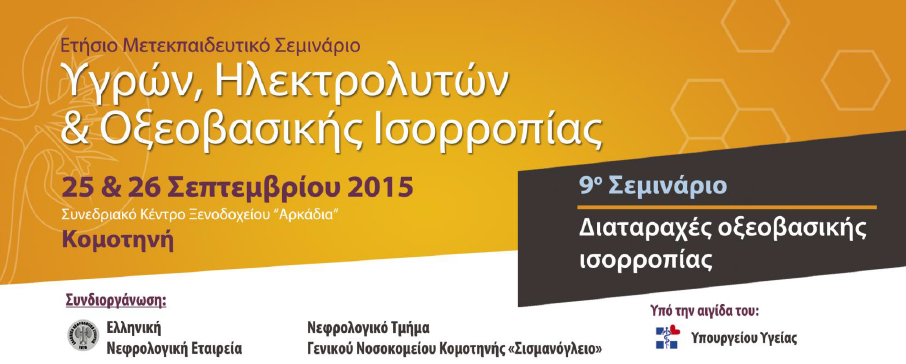 Ετήσιο Μετεκπαιδευτικό Σεμινάριο
Υγρών, Ηλεκτρολυτών
& Οξεοβασικής Ισορροπίας
25 & 26 Σεπτεμβρίου 2015
Συνεδριακό Κέντρο Ξενοδοχείου "Αρκάδια"
Κομοτηνή
9ο Σεμινάριο
Διαταραχές οξεοβασικής
ισορροπίας
Συνδιοργάνωση:
Ελληνική
Νεφρολογική Εταιρεία
Νεφρολογικό Τμήμα
Γενικού Νοσοκομείου Κομοτηνής «Σισμανόγλειο»
Υπό την αιγίδα του:
Υπουργείου Υγείας